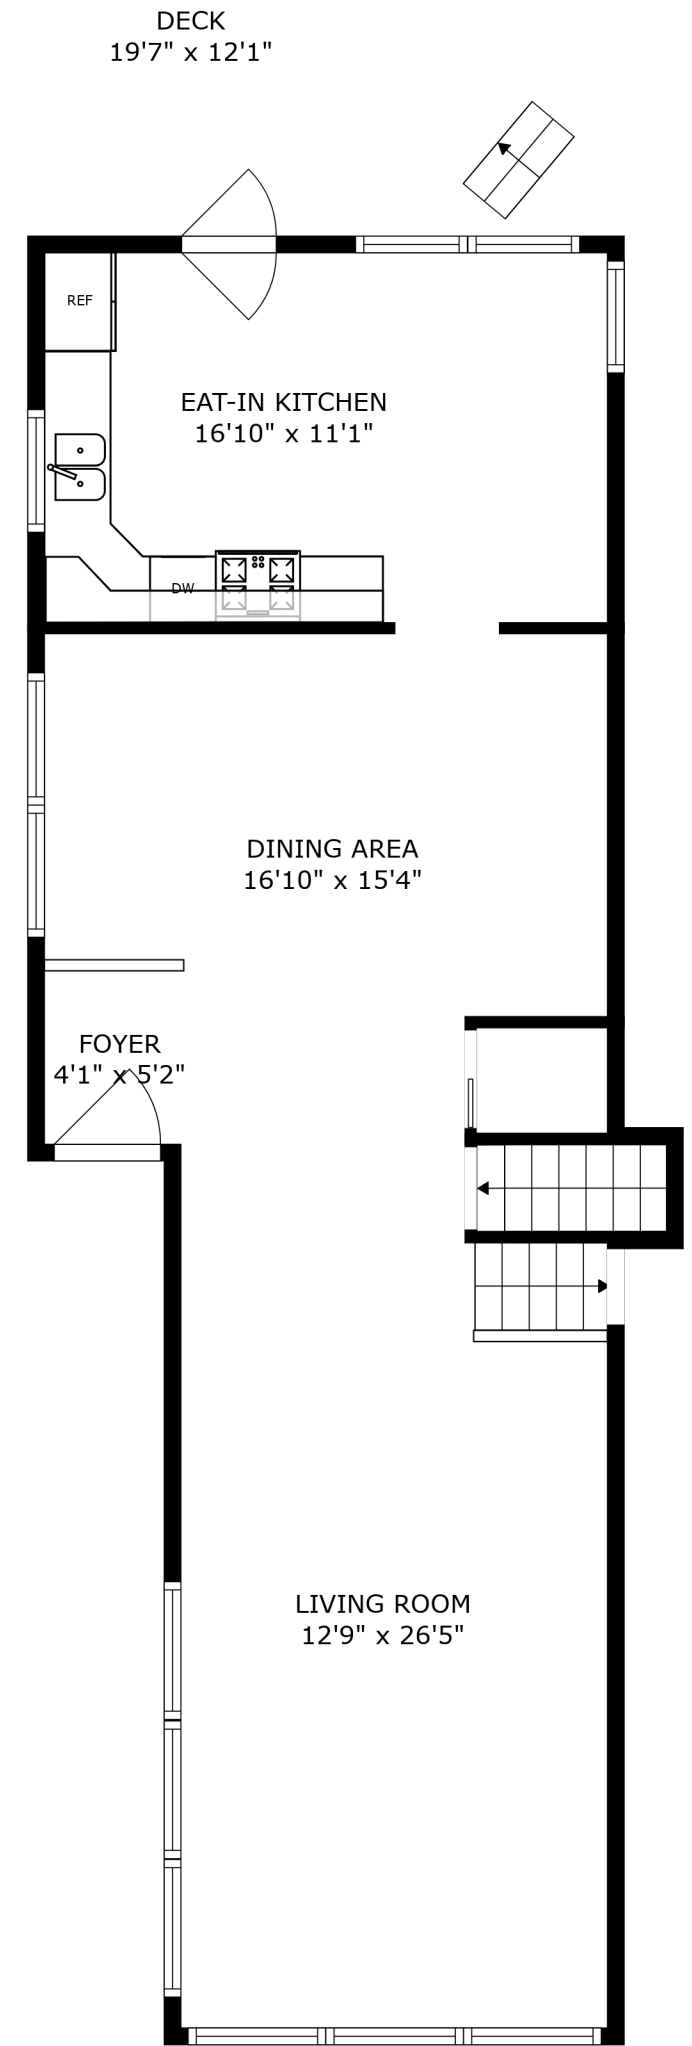 DECK
19'7" x 12'1"
REF
EAT-IN KITCHEN
16'10" x 11'1"
DW
DINING AREA
16'10" x 15'4"
FOYER
4'1" x 5'2"
LIVING ROOM
12'9" x 26'5"